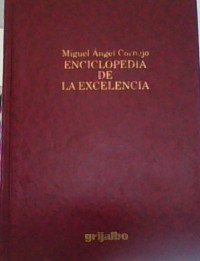 Miguel Ángel Cornejo
ENCICLOPEDIA
DE
LA EXCELENCIA
grijalbo